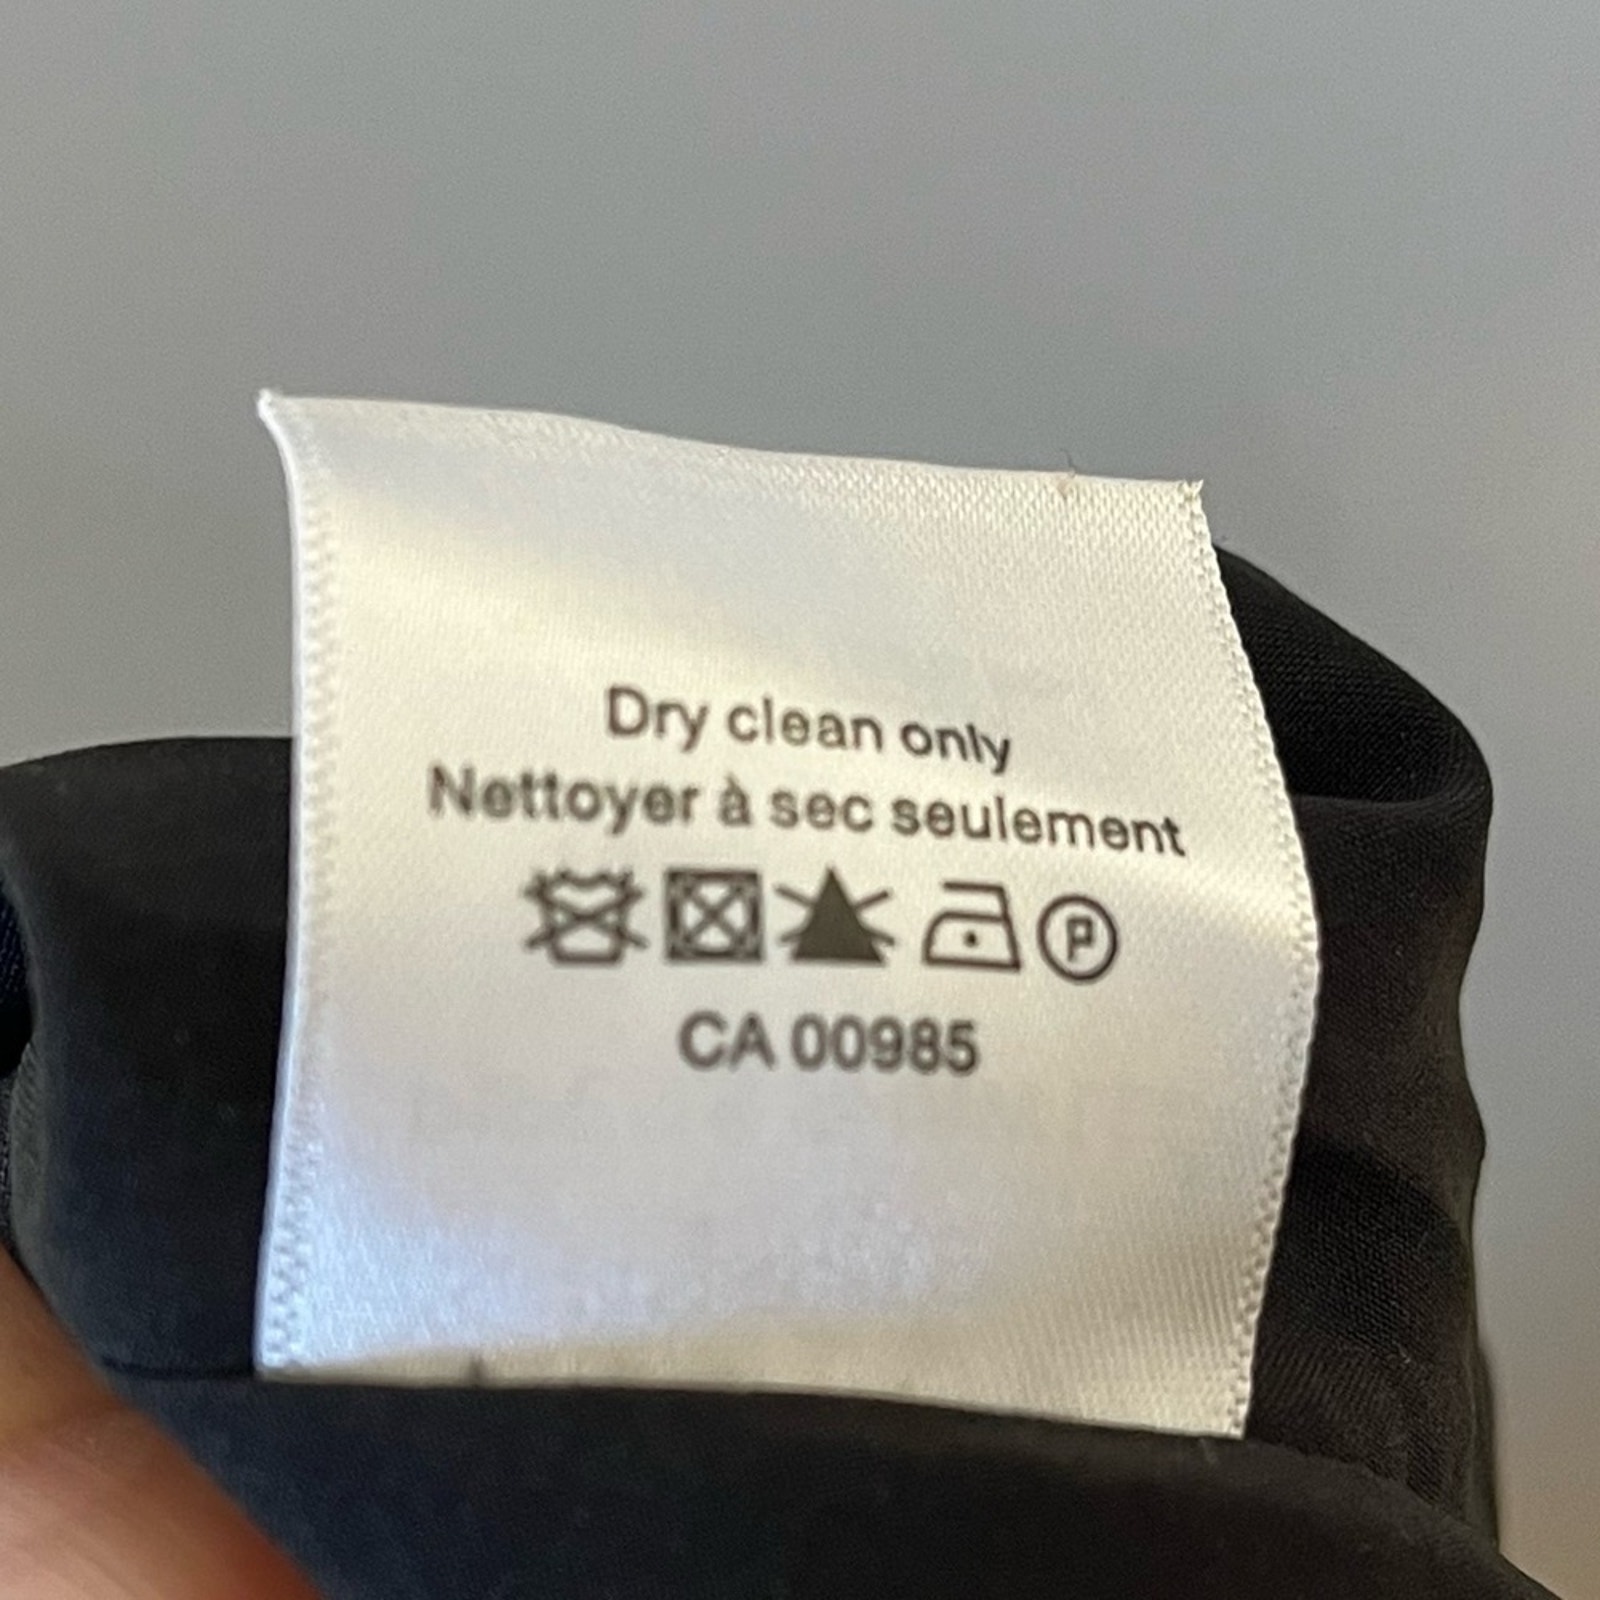 Dry clean only
Nettoyer à sec seulement
P
CA 00985